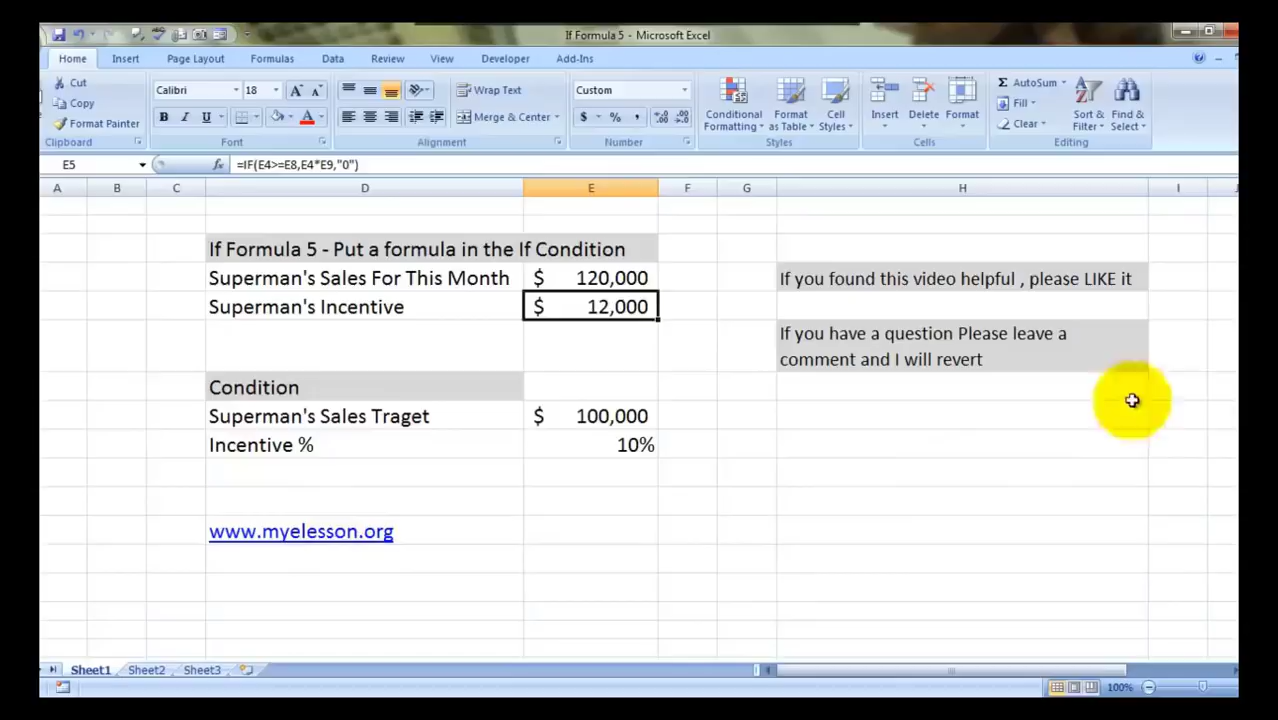 If Formula 5 - Microsoft Excel
Home Insert Page Layout Formulas Data Review View Developer Add-Ins
Cut
Copy
Format Painter
Clipboard
Calibri 18
B I U
Font
Wrap Text
Merge & Center
Alignment
Custom
$ % ,
Number
Conditional Formatting
Format as Table
Cell Styles
Styles
Insert Delete Format
Cells
AutoSum
Fill
Clear
Sort & Filter
Find & Select
Editing
E5 fx =IF(E4>=E8,E4*E9,"0")
A B C D E F G H I J
If Formula 5 - Put a formula in the If Condition
Superman's Sales For This Month $ 120,000
If you found this video helpful , please LIKE it
Superman's Incentive $ 12,000
If you have a question Please leave a
comment and I will revert
Condition
Superman's Sales Traget $ 100,000
Incentive % 10%
www.myelesson.org
Sheet1 Sheet2 Sheet3
100%